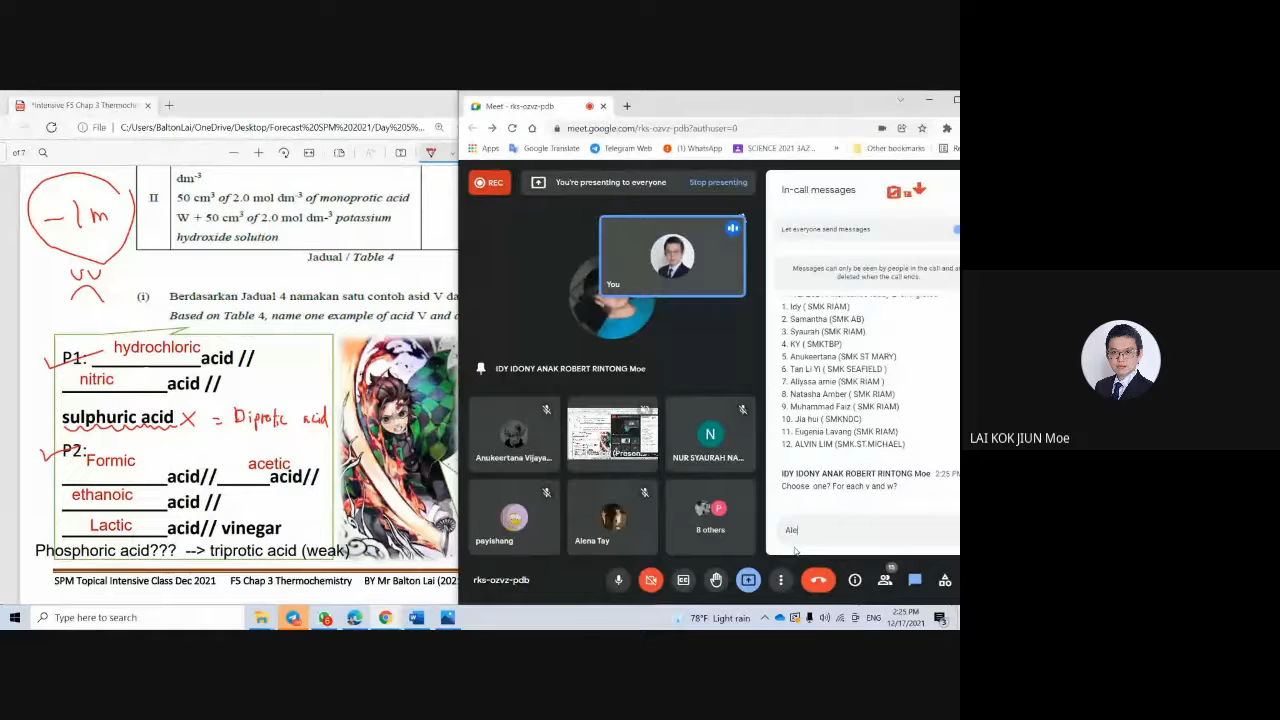 *Intensive F5 Chap 3 Thermochi
File
C:/Users/BaltonLai/OneDrive/Desktop/Forecast%20SPM%202021/Day%205%...
of 7
- 1 m
dm-3
II
50 cm3 of 2.0 mol dm-3 of monoprotic acid
W + 50 cm3 of 2.0 mol dm-3 potassium
hydroxide solution
Jadual / Table 4
(i) Berdasarkan Jadual 4 namakan satu contoh asid V da
Based on Table 4, name one example of acid V and
P1: hydrochloric acid //
nitric acid //
sulphuric acid X = Diprotic acid
P2:
Formic acid// acetic acid//
ethanoic acid //
Lactic acid// vinegar
Phosphoric acid??? --> triprotic acid (weak)
SPM Topical Intensive Class Dec 2021 F5 Chap 3 Thermochemistry BY Mr Balton Lai (202
Type here to search
Meet - rks-ozvz-pdb
meet.google.com/rks-ozvz-pdb?authuser=0
Apps
Google Translate
Telegram Web
(1) WhatsApp
SCIENCE 2021 3AZ...
Other bookmarks
REC
You're presenting to everyone
Stop presenting
You
IDY IDONY ANAK ROBERT RINTONG Moe
Anukeertana Vijaya...
(Presen
N
NUR SYAURAH NA...
payishang
Alena Tay
P
8 others
rks-ozvz-pdb
In-call messages
Let everyone send messages
Messages can only be seen by people in the call and are
deleted when the call ends.
1. Idy ( SMK RIAM)
2. Samantha (SMK AB)
3. Syaurah (SMK RIAM)
4. KY ( SMKTBP)
5. Anukeertana (SMK ST MARY)
6. Tan Li Yi ( SMK SEAFIELD )
7. Aliyssa arnie (SMK RIAM )
8. Natasha Amber ( SMK RIAM)
9. Muhammad Faiz ( SMK RIAM)
10. Jia hui ( SMKNDC)
11. Eugenia Lavang (SMK RIAM)
12. ALVIN LIM (SMK.ST.MICHAEL)
IDY IDONY ANAK ROBERT RINTONG Moe 2:25 P
Choose one? For each v and w?
Ale
15
78°F Light rain
ENG
2:25 PM
12/17/2021
LAI KOK JIUN Moe